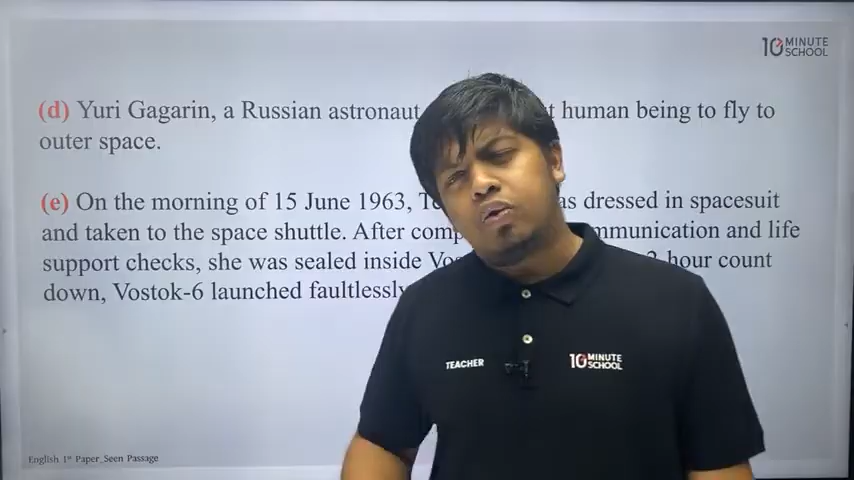 10 MINUTE SCHOOL
(d) Yuri Gagarin, a Russian astronaut t human being to fly to
outer space.
(e) On the morning of 15 June 1963, as dressed in spacesuit
and taken to the space shuttle. After comp mmunication and life
support checks, she was sealed inside Vos hour count
down, Vostok-6 launched faultlessly
TEACHER
10 MINUTE SCHOOL
English 1st Paper_Seen Passage